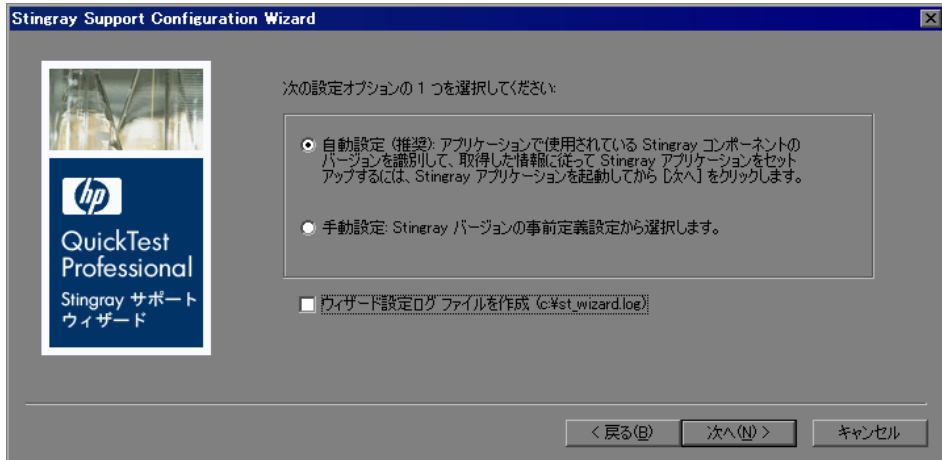 Stingray Support Configuration Wizard
次の設定オプションの 1 つを選択してください:
自動設定 (推奨): アプリケーションで使用されている Stingray コンポーネントの
バージョンを識別して、取得した情報に従って Stingray アプリケーションをセット
アップするには、Stingray アプリケーションを起動してから [次へ] をクリックします。
手動設定: Stingray バージョンの事前定義設定から選択します。
ウィザード設定ログ ファイルを作成 (c:¥st_wizard.log)
hp
QuickTest
Professional
Stingray サポート
ウィザード
< 戻る(B)
次へ(N) >
キャンセル